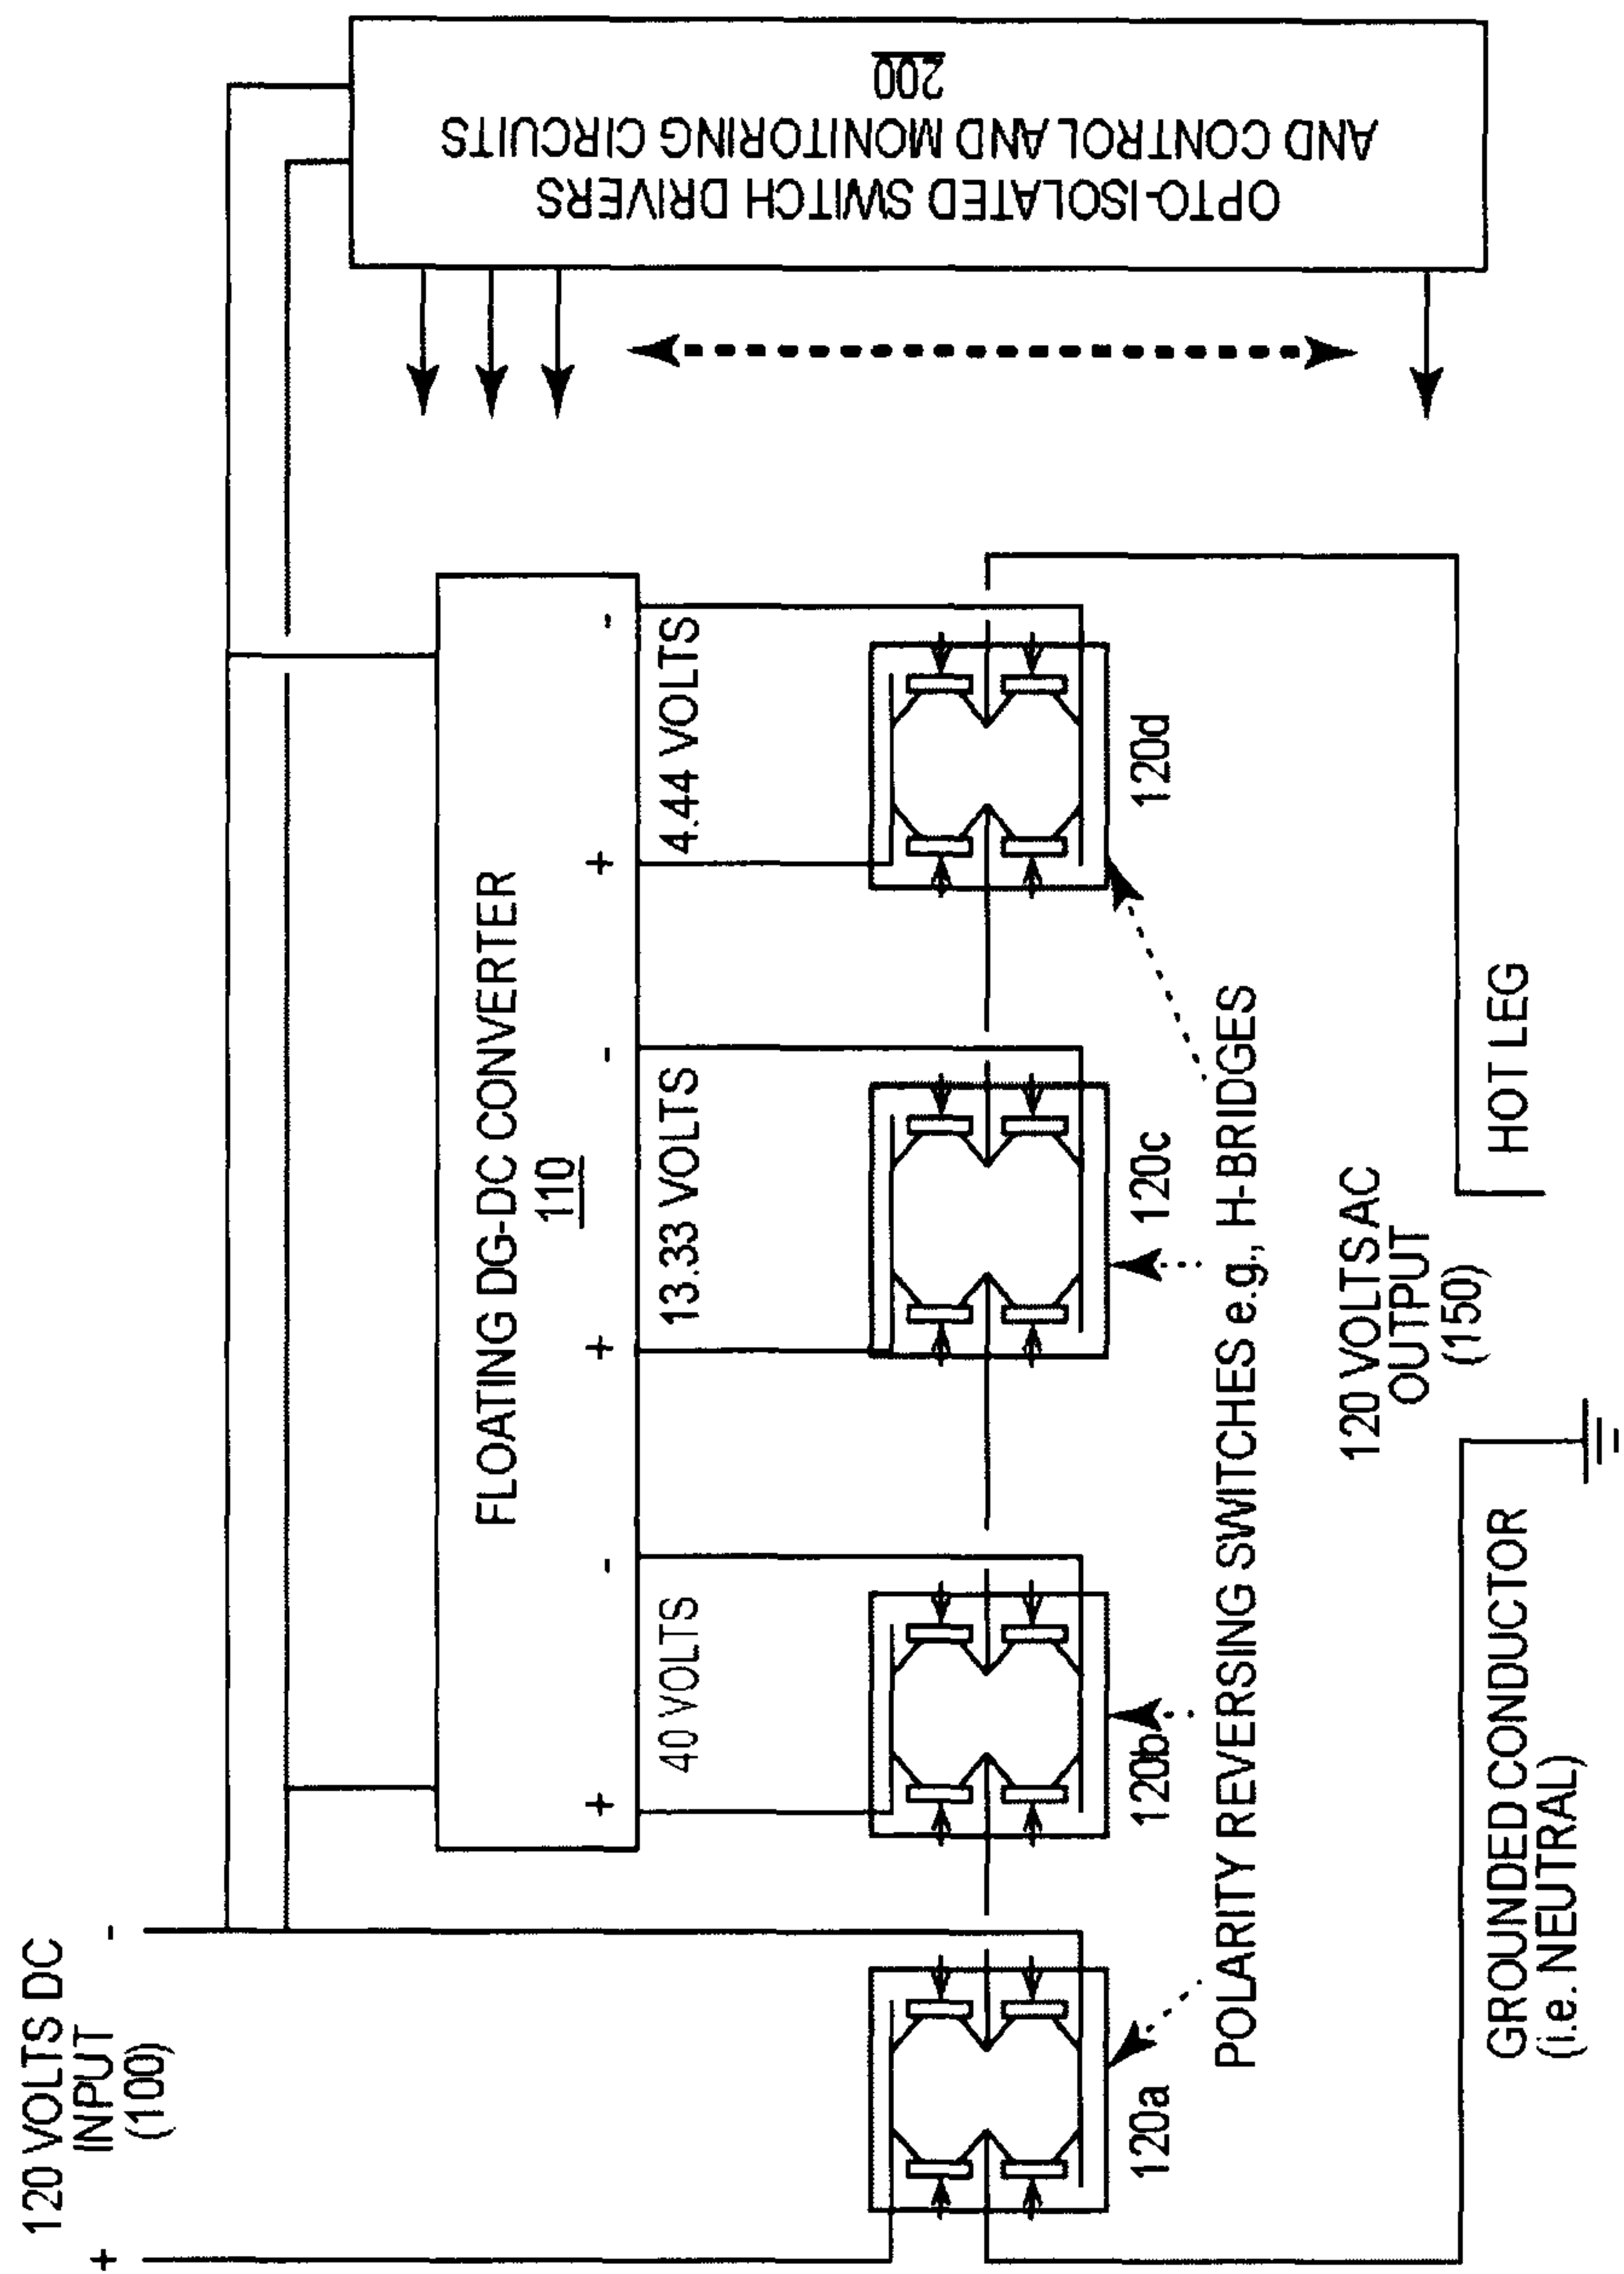 120 VOLTS DC
INPUT
(100)
+
-
FLOATING DG-DC CONVERTER
110
+
-
+
-
+
-
40 VOLTS
13.33 VOLTS
4.44 VOLTS
120a
120b
120c
120d
POLARITY REVERSING SWITCHES e.g., H-BRIDGES
120 VOLTS AC
OUTPUT
(150)
GROUNDED CONDUCTOR
(i.e. NEUTRAL)
HOT LEG
OPTO-ISOLATED SWITCH DRIVERS
AND CONTROL AND MONITORING CIRCUITS
200